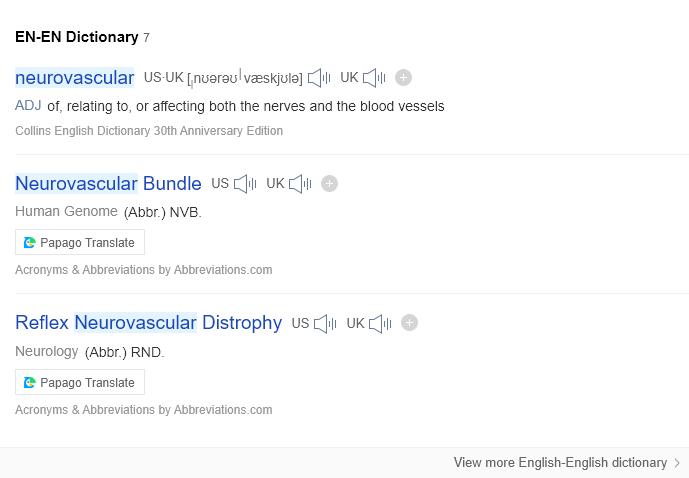 EN-EN Dictionary 7
neurovascular US·UK [ˌnʊərəʊˈvæskjʊlə] UK
ADJ of, relating to, or affecting both the nerves and the blood vessels
Collins English Dictionary 30th Anniversary Edition
Neurovascular Bundle US UK
Human Genome (Abbr.) NVB.
Papago Translate
Acronyms & Abbreviations by Abbreviations.com
Reflex Neurovascular Distrophy US UK
Neurology (Abbr.) RND.
Papago Translate
Acronyms & Abbreviations by Abbreviations.com
View more English-English dictionary